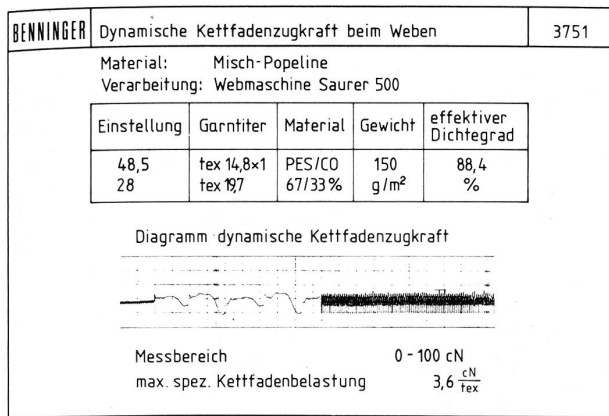 BENNINGER Dynamische Kettfadenzugkraft beim Weben 3751
Material: Misch-Popeline
Verarbeitung: Webmaschine Saurer 500
Einstellung Garntiter Material Gewicht effektiver Dichtegrad
48,5 tex 14,8×1 PES/CO 150 88,4
28 tex 19,7 67/33% g/m² %
Diagramm dynamische Kettfadenzugkraft
Messbereich 0-100 cN
max. spez. Kettfadenbelastung 3,6 cN/tex